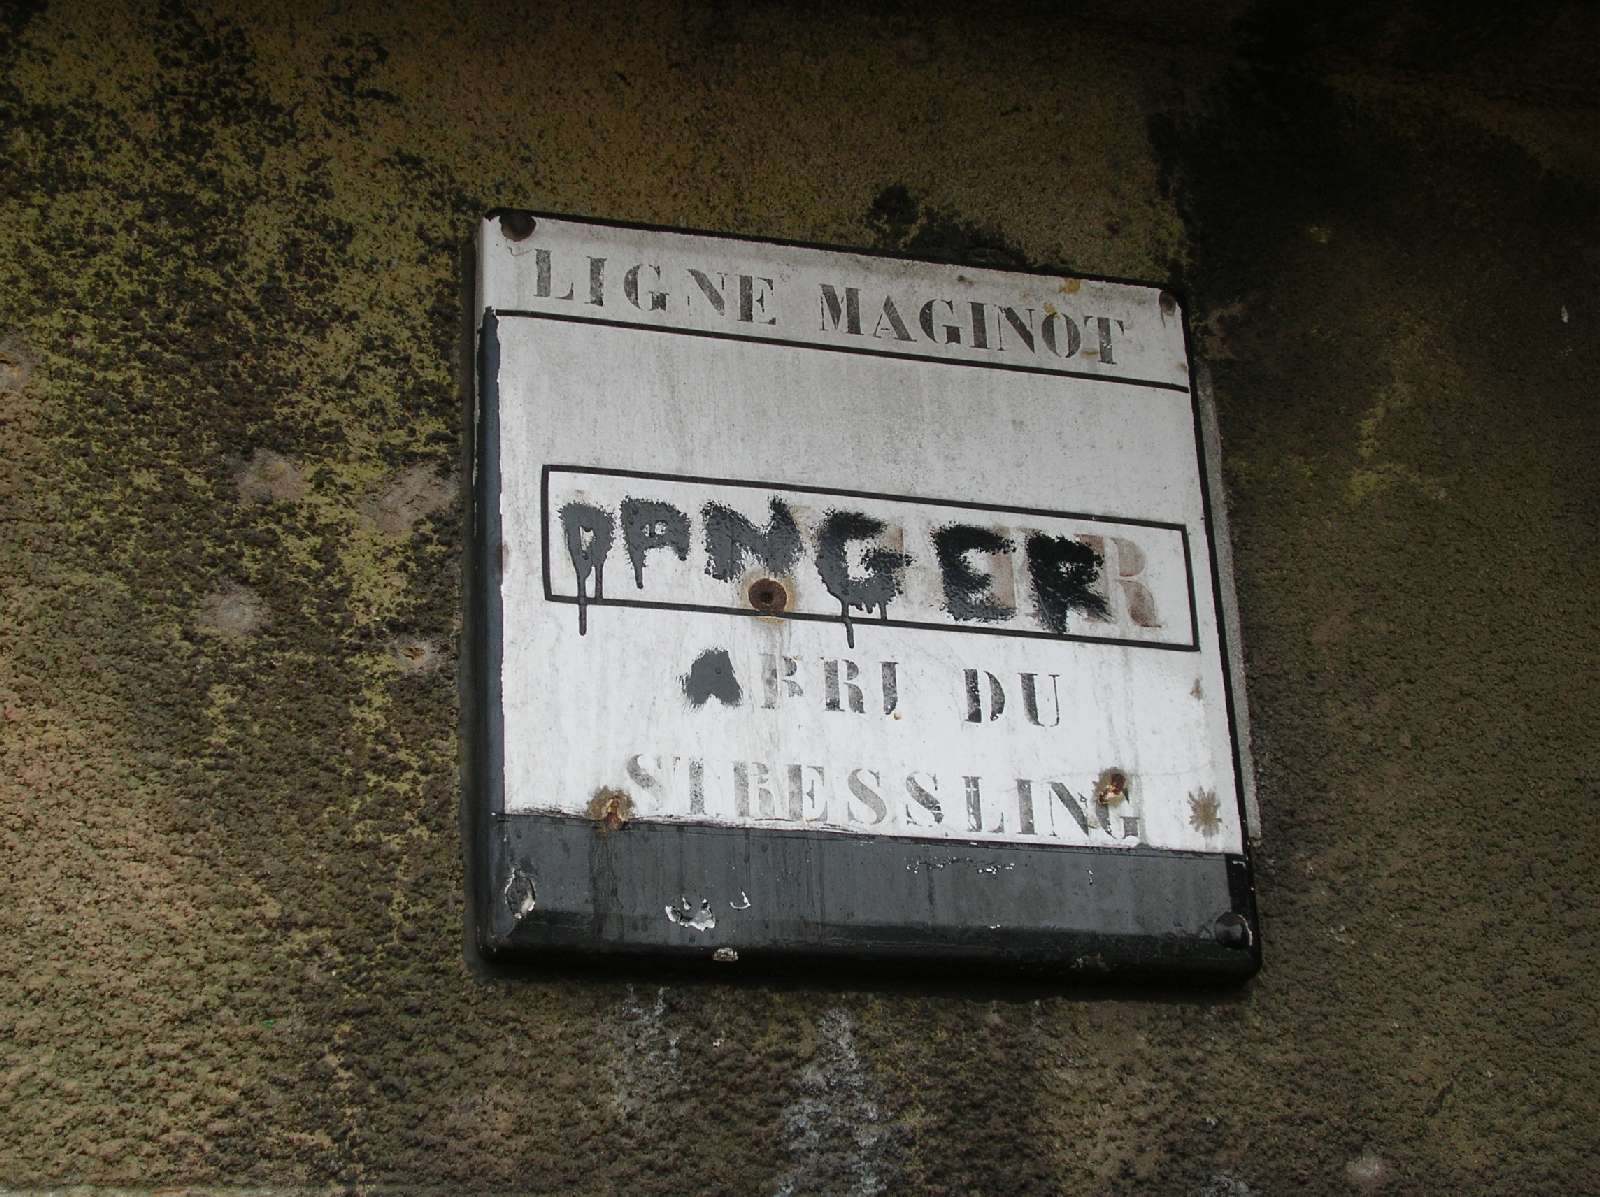 LIGNE MAGINOT
DANGER
ABRI DU
STRESSLING